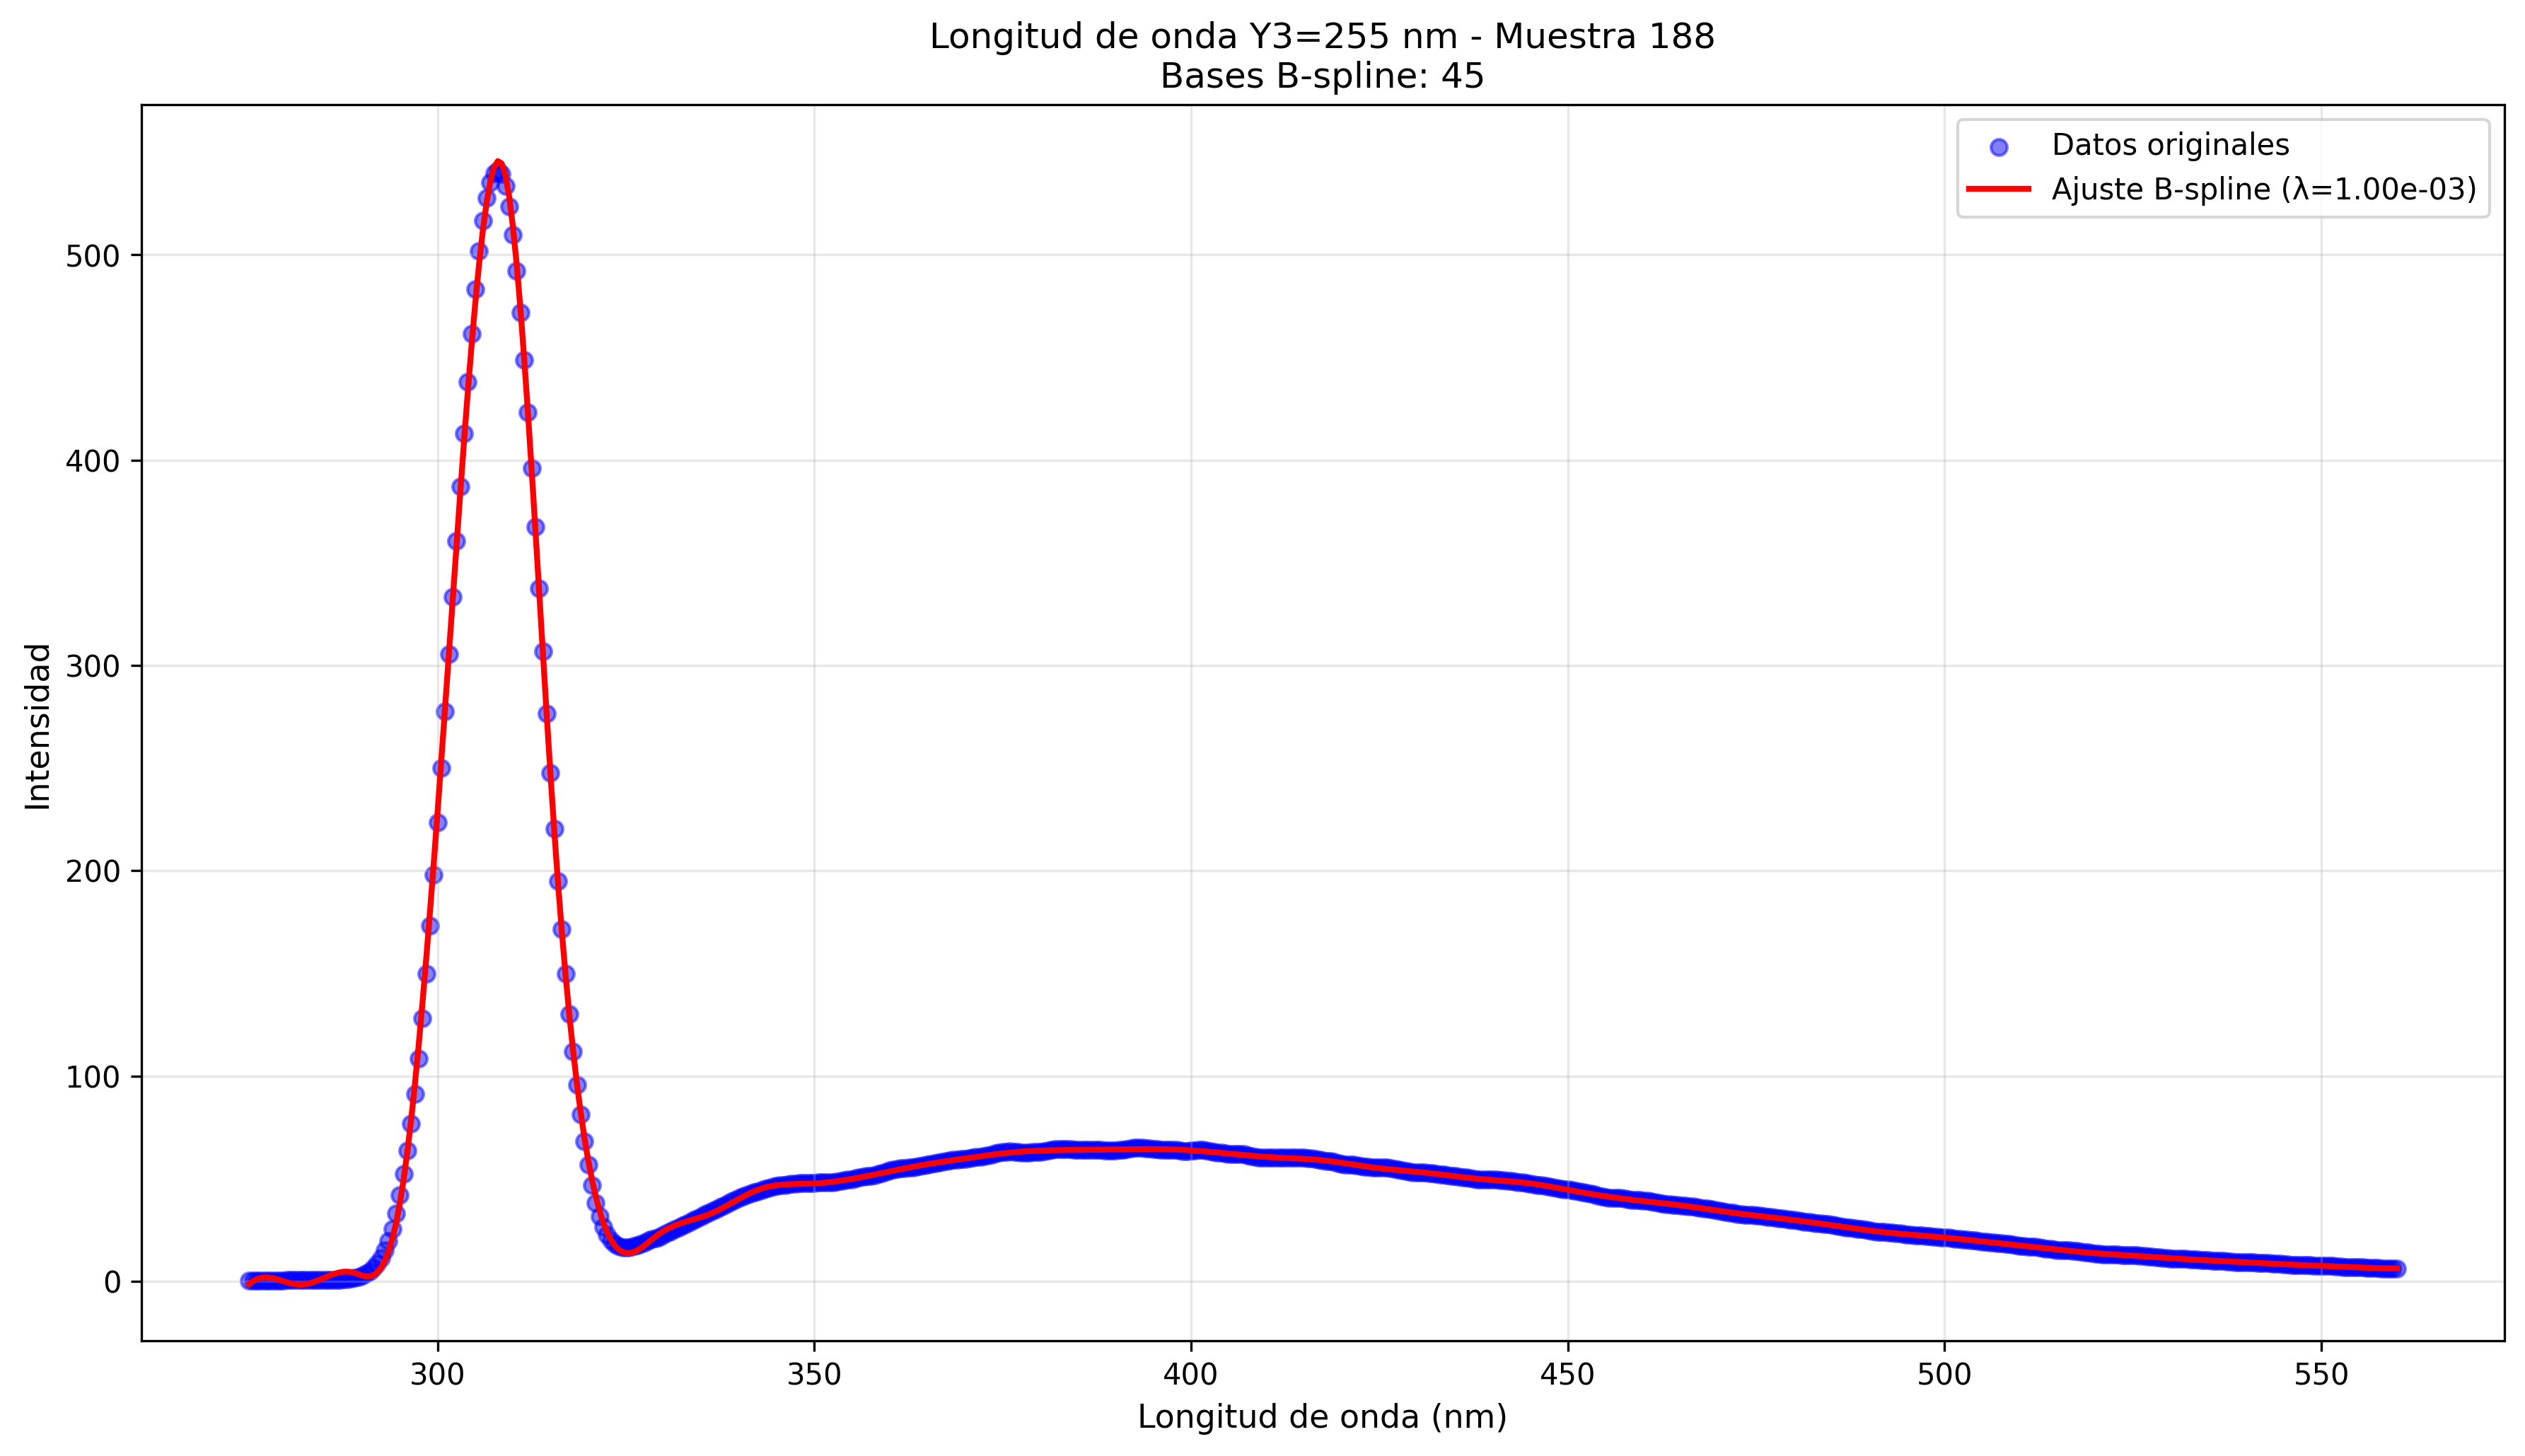 Longitud de onda Y3=255 nm - Muestra 188
Bases B-spline: 45
Datos originales
Ajuste B-spline (λ=1.00e-03)
Intensidad
500
400
300
200
100
0
300 350 400 450 500 550
Longitud de onda (nm)